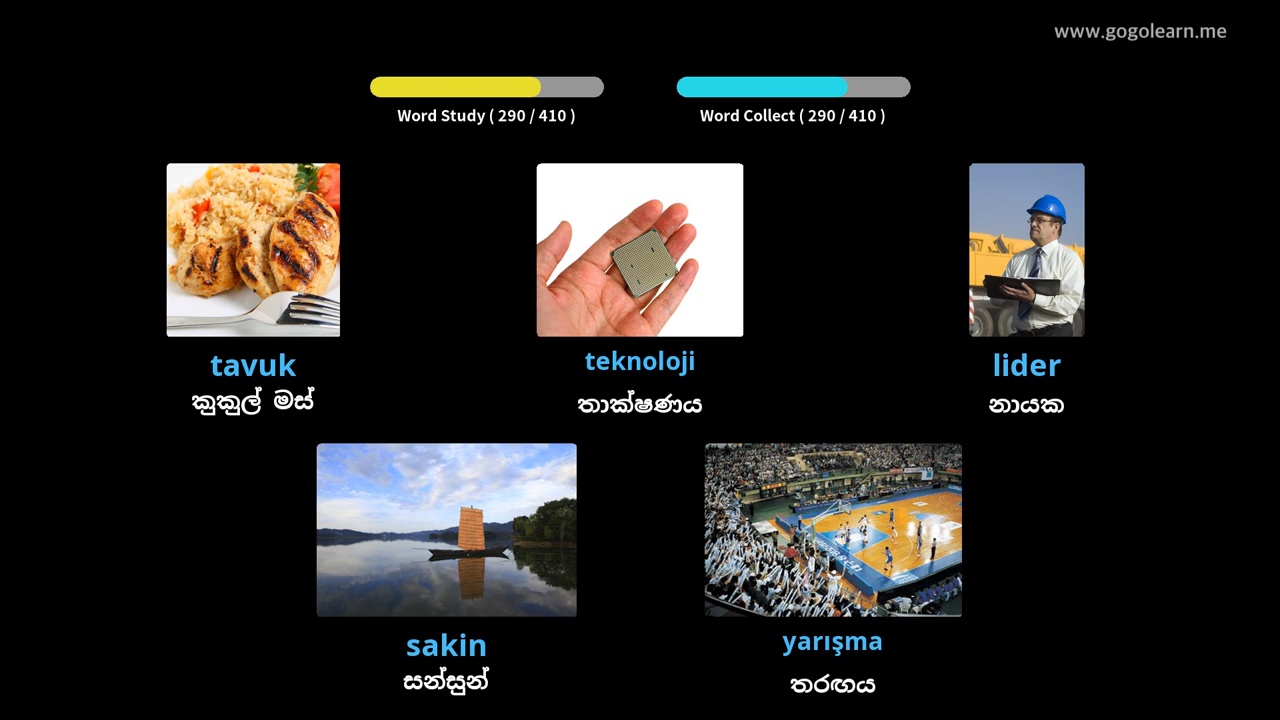 www.gogolearn.me
Word Study ( 290 / 410 )
Word Collect ( 290 / 410 )
tavuk
කුකුල් මස්
teknoloji
තාක්ෂණය
lider
නායක
sakin
සන්සුන්
yarışma
තරඟය